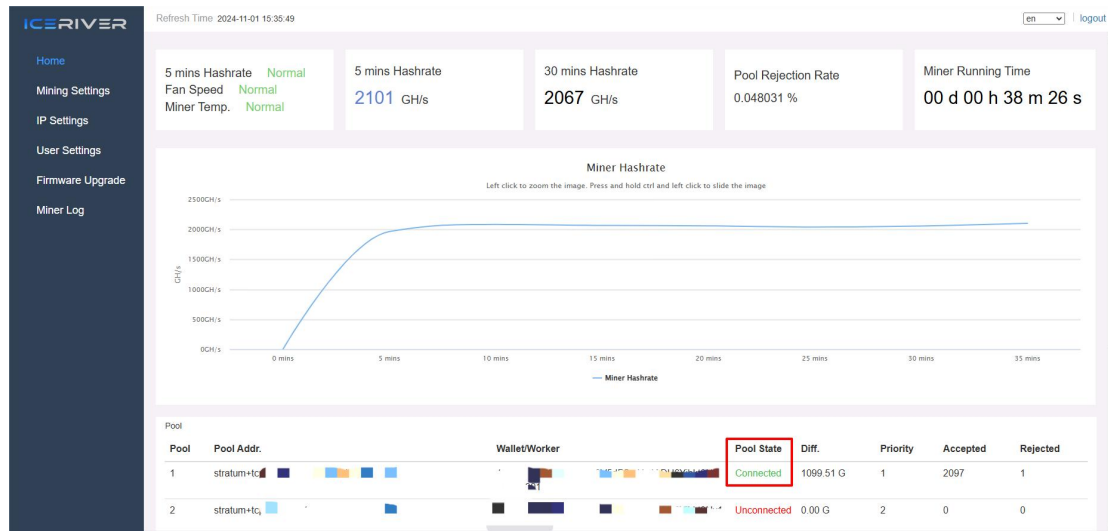 ICERIVER
Refresh Time 2024-11-01 15:35:49
en
logout
Home
Mining Settings
IP Settings
User Settings
Firmware Upgrade
Miner Log
5 mins Hashrate Normal
Fan Speed Normal
Miner Temp. Normal
5 mins Hashrate
2101 GH/s
30 mins Hashrate
2067 GH/s
Pool Rejection Rate
0.048031 %
Miner Running Time
00 d 00 h 38 m 26 s
Miner Hashrate
Left click to zoom the image. Press and hold ctrl and left click to slide the image
2500GH/s
2000GH/s
1500GH/s
1000GH/s
500GH/s
0GH/s
GH/s
0 mins 5 mins 10 mins 15 mins 20 mins 25 mins 30 mins 35 mins
Miner Hashrate
Pool
Pool Pool Addr. Wallet/Worker Pool State Diff. Priority Accepted Rejected
1 Connected 1099.51 G 1 2097 1
2 Unconnected 0.00 G 2 0 0